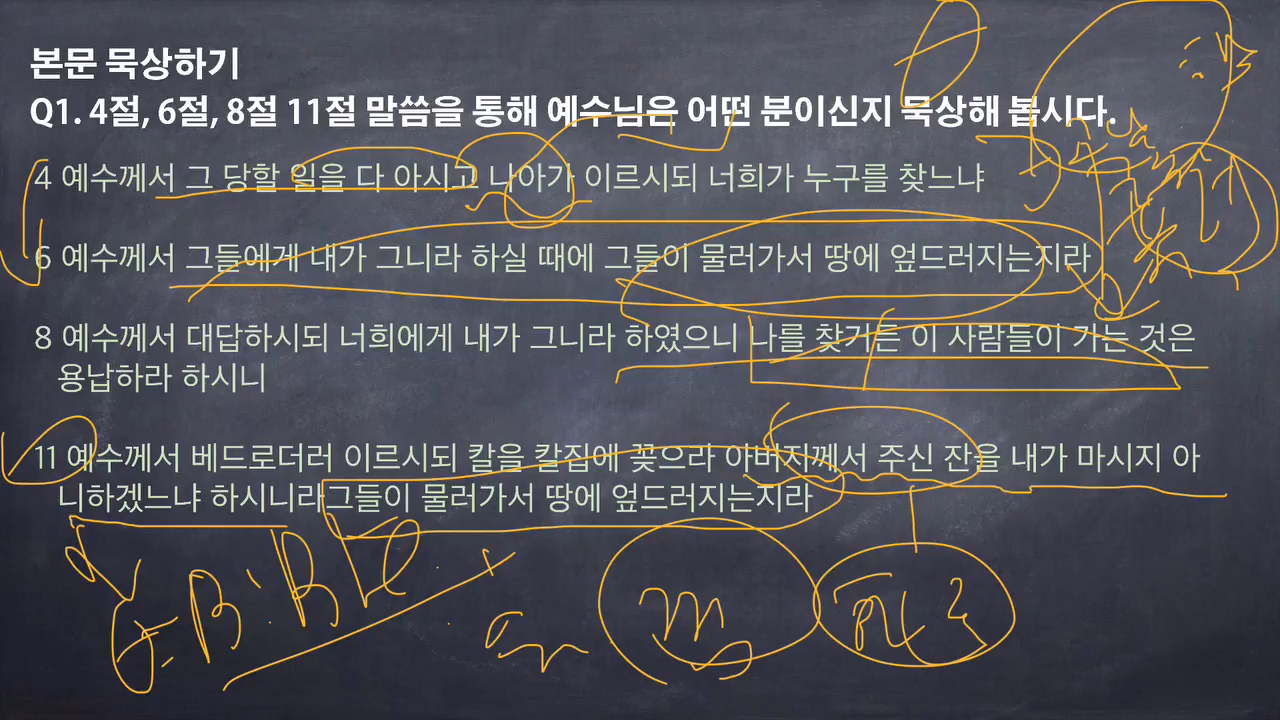 본문 묵상하기
Q1. 4절, 6절, 8절 11절 말씀을 통해 예수님은 어떤 분이신지 묵상해 봅시다.
4 예수께서 그 당할 일을 다 아시고 나아가 이르시되 너희가 누구를 찾느냐
6 예수께서 그들에게 내가 그니라 하실 때에 그들이 물러가서 땅에 엎드러지는지라
8 예수께서 대답하시되 너희에게 내가 그니라 하였으니 나를 찾거든 이 사람들이 가는 것은
용납하라 하시니
11 예수께서 베드로더러 이르시되 칼을 칼집에 꽂으라 아버지께서 주신 잔을 내가 마시지 아
니하겠느냐 하시니라그들이 물러가서 땅에 엎드러지는지라